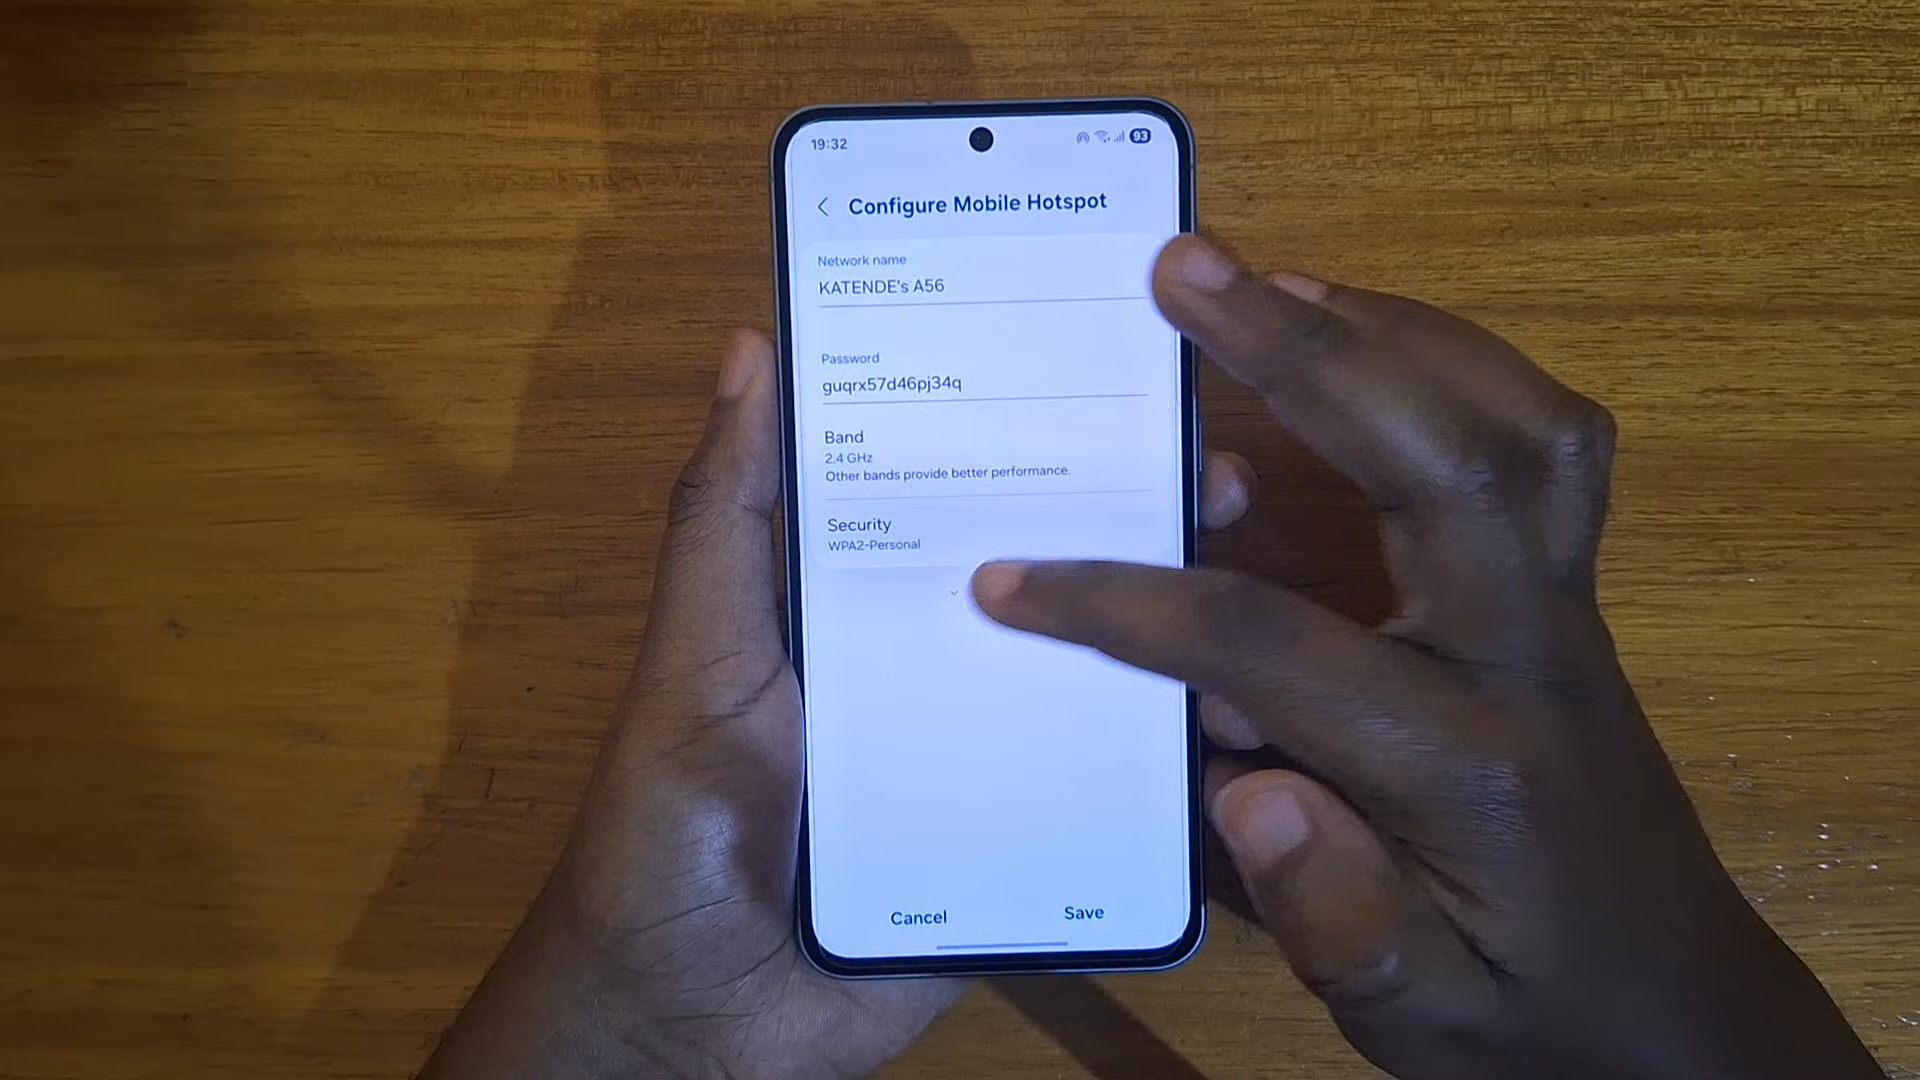 19:32
93
Configure Mobile Hotspot
Network name
KATENDE's A56
Password
guqrx57d46pj34q
Band
2.4 GHz
Other bands provide better performance.
Security
WPA2-Personal
Cancel
Save